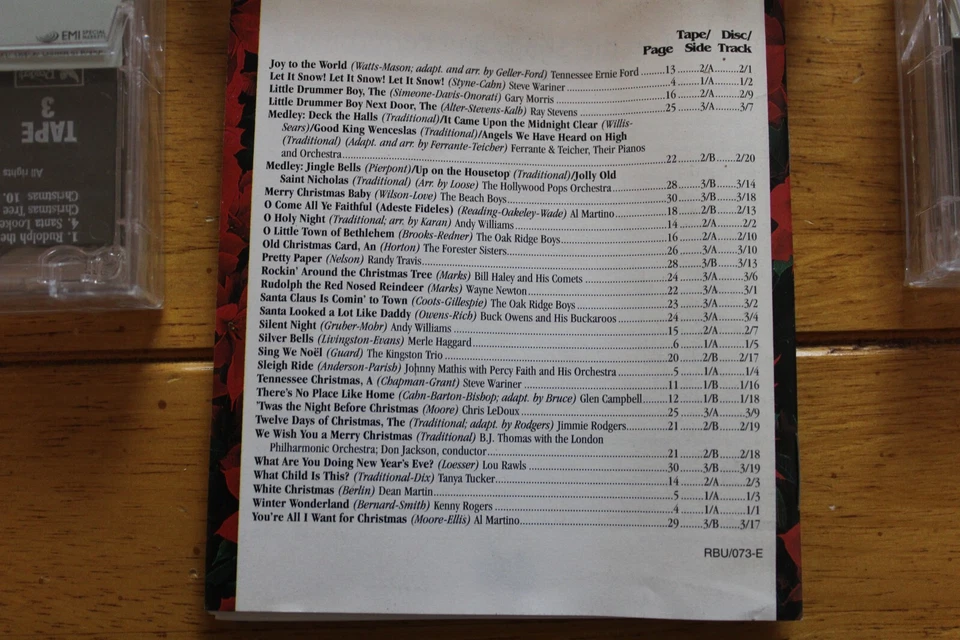 EMI SPECIAL MARKETS
TAPE
3
All rights
Christmas 10.
Christmas Tree
4. Santa Looke
1. Rudolph the
Tape/ Disc/
Page Side Track
Joy to the World (Watts-Mason; adapt. and arr. by Geller-Ford) Tennessee Ernie Ford ........13 ......2/A.......2/1
Let It Snow! Let It Snow! Let It Snow! (Styne-Cahn) Steve Wariner ........4 ......1/A.......1/2
Little Drummer Boy, The (Simeone-Davis-Onorati) Gary Morris ........16 ......2/A.......2/9
Little Drummer Boy Next Door, The (Alter-Stevens-Kalb) Ray Stevens ........25 ......3/A.......3/7
Medley: Deck the Halls (Traditional)/It Came Upon the Midnight Clear (Willis-
Sears)/Good King Wenceslas (Traditional)/Angels We Have Heard on High
(Traditional) (Adapt. and arr. by Ferrante-Teicher) Ferrante & Teicher, Their Pianos
and Orchestra........22 ......2/B.......2/20
Medley: Jingle Bells (Pierpont)/Up on the Housetop (Traditional)/Jolly Old
Saint Nicholas (Traditional) (Arr. by Loose) The Hollywood Pops Orchestra........28 ......3/B.......3/14
Merry Christmas Baby (Wilson-Love) The Beach Boys........30 ......3/B.......3/18
O Come All Ye Faithful (Adeste Fideles) (Reading-Oakeley-Wade) Al Martino........18 ......2/B.......2/13
O Holy Night (Traditional; arr. by Karan) Andy Williams........14 ......2/A.......2/2
O Little Town of Bethlehem (Brooks-Redner) The Oak Ridge Boys........16 ......2/A.......2/10
Old Christmas Card, An (Horton) The Forester Sisters........26 ......3/A.......3/10
Pretty Paper (Nelson) Randy Travis........28 ......3/B.......3/13
Rockin' Around the Christmas Tree (Marks) Bill Haley and His Comets ........24 ......3/A.......3/6
Rudolph the Red Nosed Reindeer (Marks) Wayne Newton........22 ......3/A.......3/1
Santa Claus Is Comin' to Town (Coots-Gillespie) The Oak Ridge Boys ........23 ......3/A.......3/2
Santa Looked a Lot Like Daddy (Owens-Rich) Buck Owens and His Buckaroos ........24 ......3/A.......3/4
Silent Night (Gruber-Mohr) Andy Williams........15 ......2/A.......2/7
Silver Bells (Livingston-Evans) Merle Haggard ........6 ......1/A.......1/5
Sing We Noël (Guard) The Kingston Trio ........20 ......2/B.......2/17
Sleigh Ride (Anderson-Parish) Johnny Mathis with Percy Faith and His Orchestra ........5 ......1/A.......1/4
Tennessee Christmas, A (Chapman-Grant) Steve Wariner ........11 ......1/B.......1/16
There's No Place Like Home (Cahn-Barton-Bishop; adapt. by Bruce) Glen Campbell........12 ......1/B.......1/18
'Twas the Night Before Christmas (Moore) Chris LeDoux ........25 ......3/A.......3/9
Twelve Days of Christmas, The (Traditional; adapt. by Rodgers) Jimmie Rodgers........21 ......2/B.......2/19
We Wish You a Merry Christmas (Traditional) B.J. Thomas with the London
Philharmonic Orchestra; Don Jackson, conductor........21 ......2/B.......2/18
What Are You Doing New Year's Eve? (Loesser) Lou Rawls ........30 ......3/B.......3/19
What Child Is This? (Traditional-Dix) Tanya Tucker........14 ......2/A.......2/3
White Christmas (Berlin) Dean Martin........5 ......1/A.......1/3
Winter Wonderland (Bernard-Smith) Kenny Rogers ........4 ......1/A.......1/1
You're All I Want for Christmas (Moore-Ellis) Al Martino........29 ......3/B.......3/17
RBU/073-E